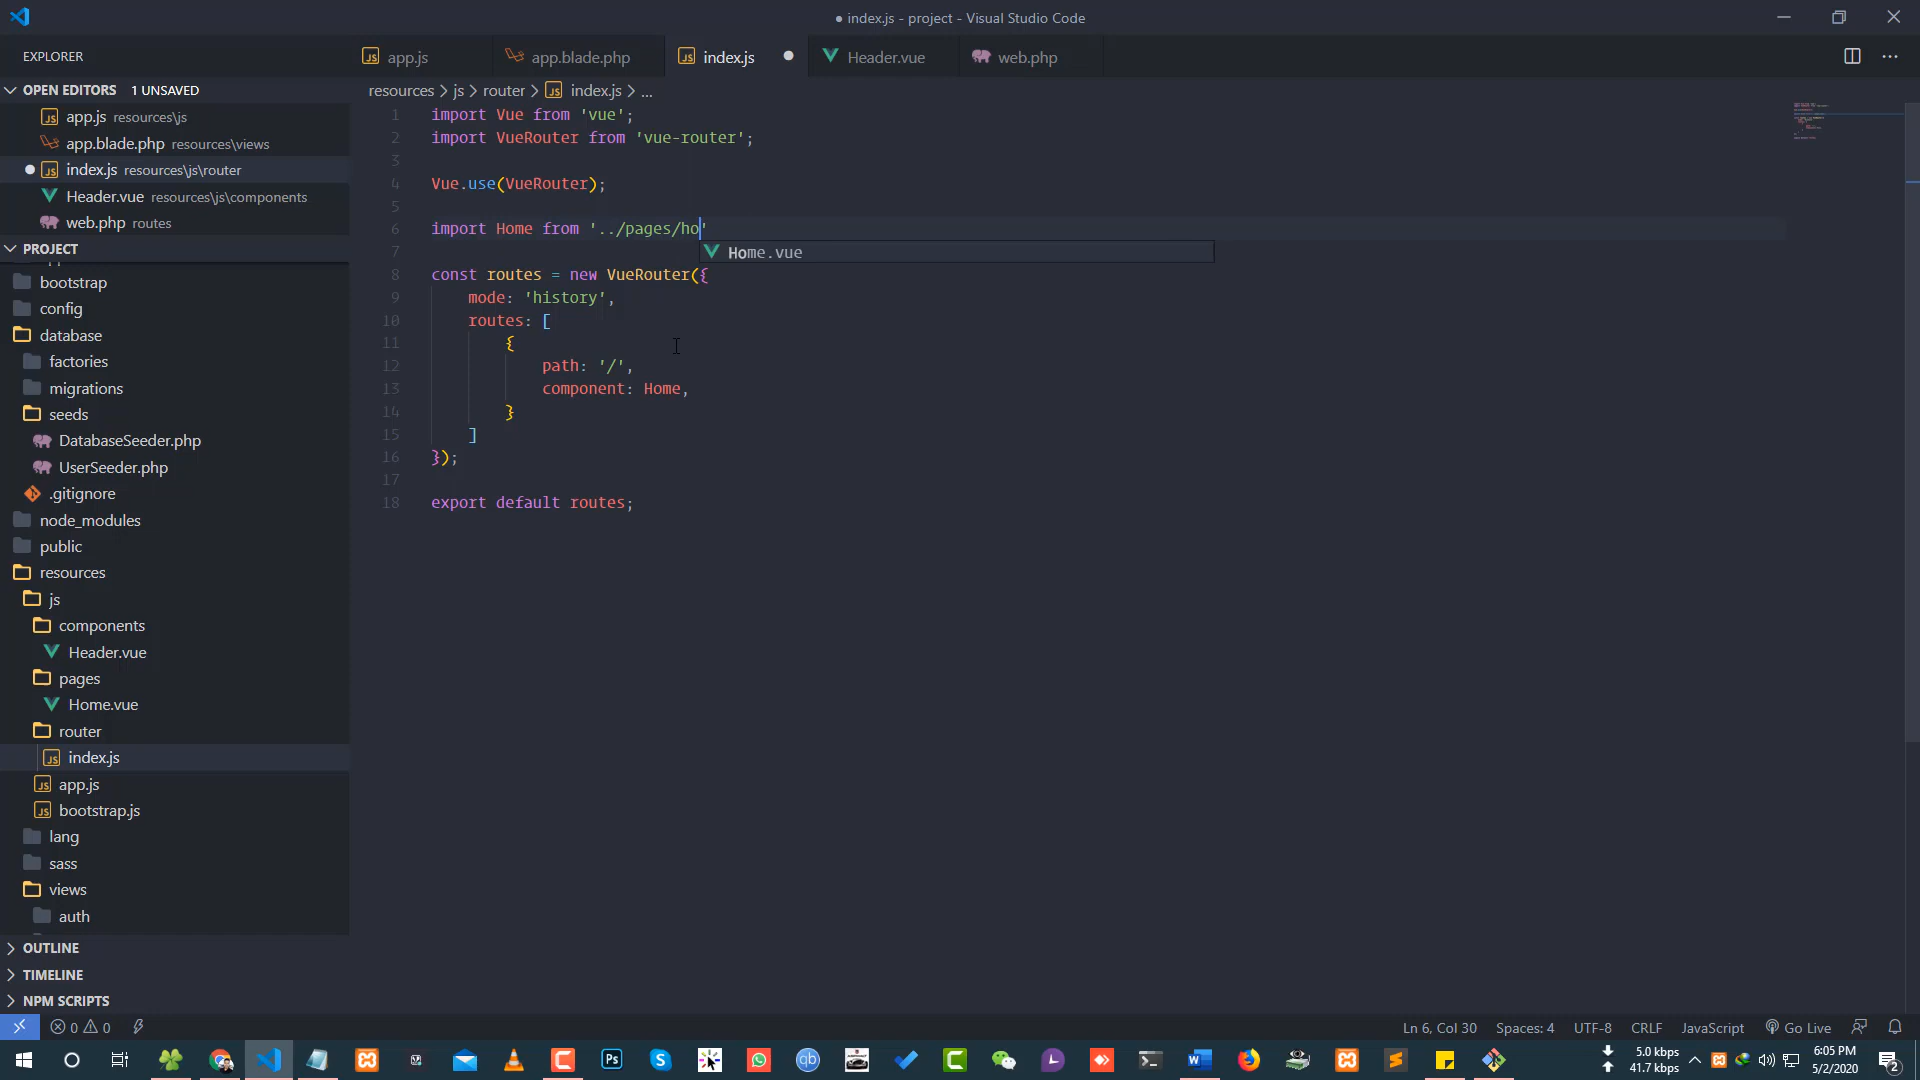 ● index.js - project - Visual Studio Code
EXPLORER
app.js
app.blade.php
index.js
Header.vue
web.php
OPEN EDITORS 1 UNSAVED
app.js resources\js
app.blade.php resources\views
index.js resources\js\router
Header.vue resources\js\components
web.php routes
PROJECT
bootstrap
config
database
factories
migrations
seeds
DatabaseSeeder.php
UserSeeder.php
.gitignore
node_modules
public
resources
js
components
Header.vue
pages
Home.vue
router
index.js
app.js
bootstrap.js
lang
sass
views
auth
OUTLINE
TIMELINE
NPM SCRIPTS
resources > js > router > index.js > ...
1 import Vue from 'vue';
2 import VueRouter from 'vue-router';
3
4 Vue.use(VueRouter);
5
6 import Home from '../pages/ho'
Home.vue
7
8 const routes = new VueRouter({
9 mode: 'history',
10 routes: [
11 {
12 path: '/',
13 component: Home,
14 }
15 ]
16 });
17
18 export default routes;
0 0
Ln 6, Col 30 Spaces: 4 UTF-8 CRLF JavaScript Go Live
5.0 kbps
41.7 kbps
6:05 PM
5/2/2020
2